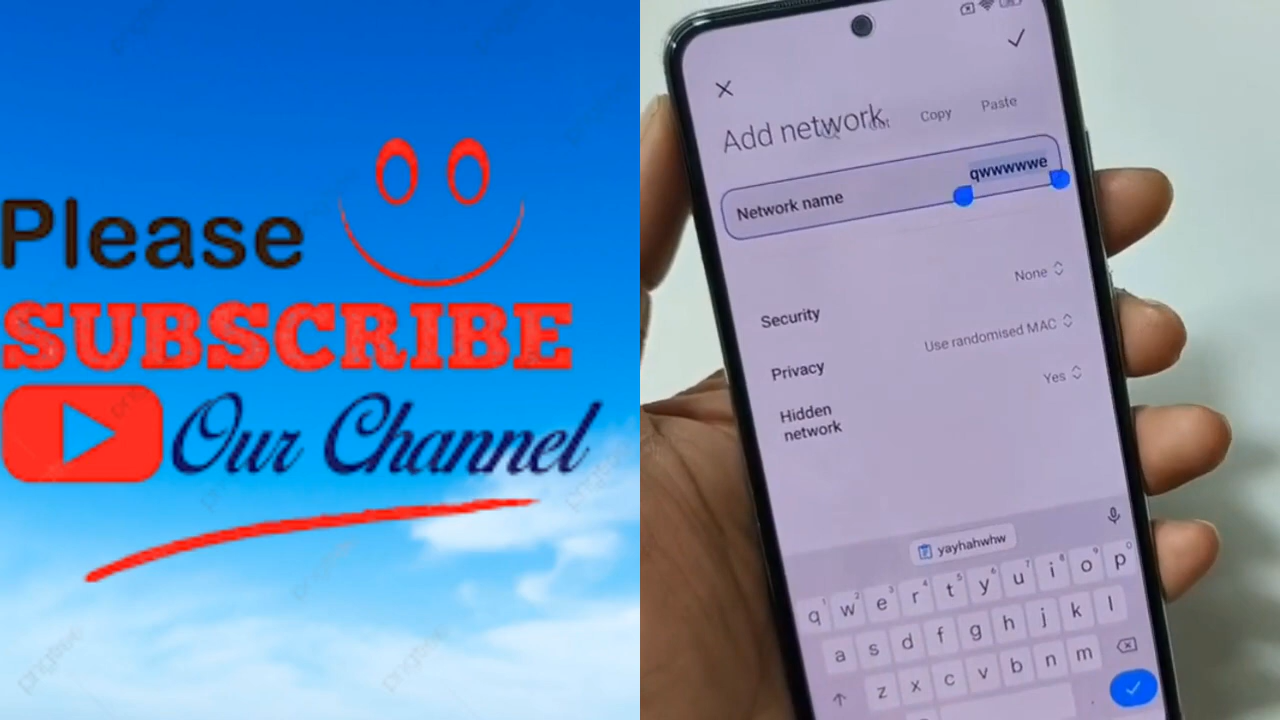 Please
SUBSCRIBE
Our Channel
Add network
Cut Copy Paste
Network name qwwwwwe
Security None
Privacy Use randomised MAC
Hidden network Yes
yayhahwhw
q w e r t y u i o p
a s d f g h j k l
z x c v b n m